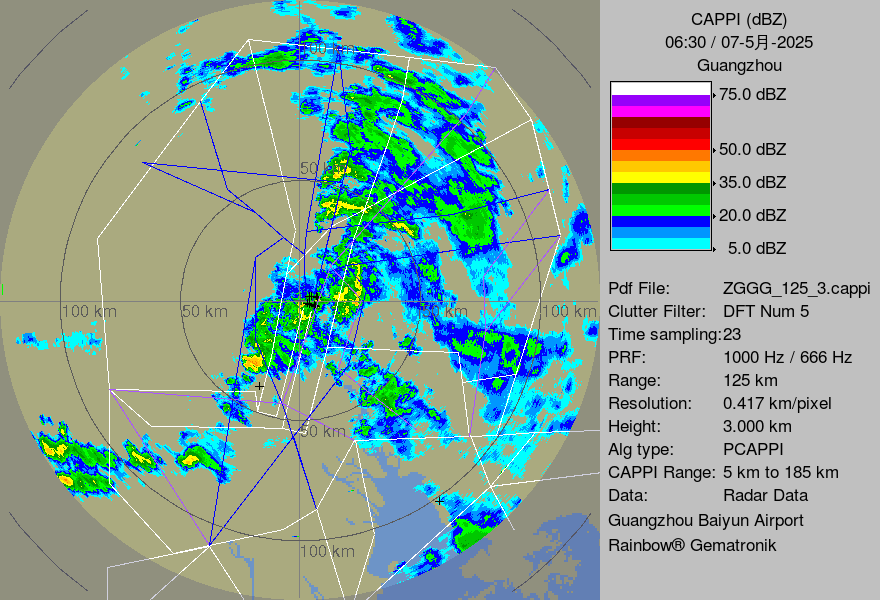 CAPPI (dBZ)
06:30 / 07-5月-2025
Guangzhou
75.0 dBZ
50.0 dBZ
35.0 dBZ
20.0 dBZ
5.0 dBZ
Pdf File: ZGGG_125_3.cappi
Clutter Filter: DFT Num 5
Time sampling:23
PRF: 1000 Hz / 666 Hz
Range: 125 km
Resolution: 0.417 km/pixel
Height: 3.000 km
Alg type: PCAPPI
CAPPI Range: 5 km to 185 km
Data: Radar Data
Guangzhou Baiyun Airport
Rainbow® Gematronik
100 km
50 km
100 km
50 km
50 km
100 km
50 km
100 km